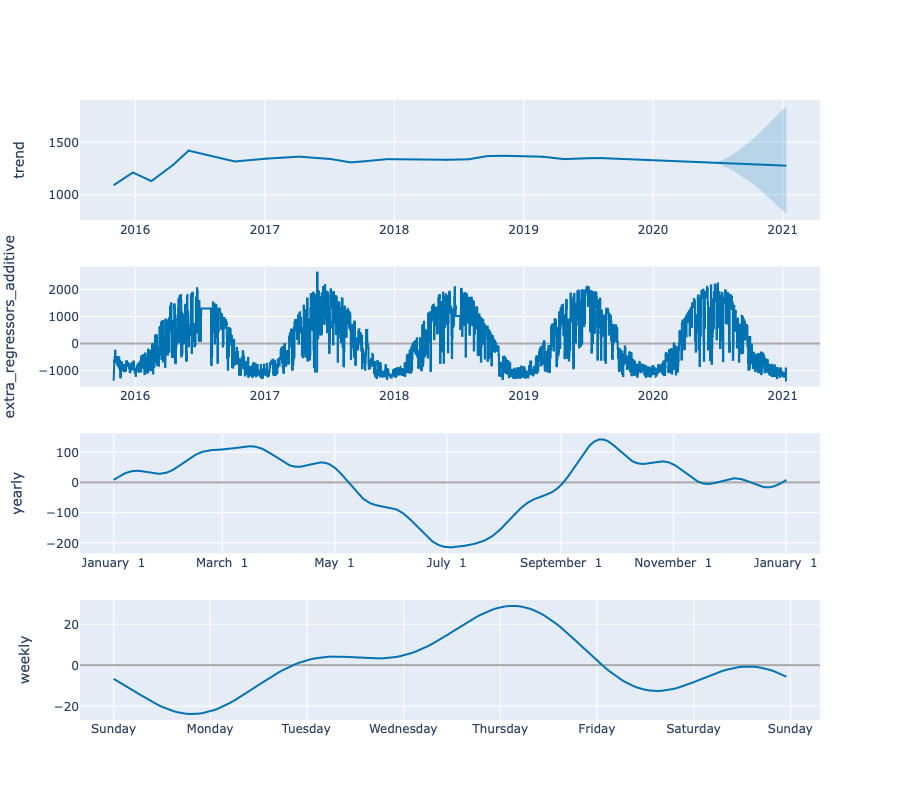 trend
1500
1000
2016 2017 2018 2019 2020 2021
extra_regressors_additive
2000
1000
0
−1000
2016 2017 2018 2019 2020 2021
yearly
100
0
−100
−200
January 1 March 1 May 1 July 1 September 1 November 1 January 1
weekly
20
0
−20
Sunday Monday Tuesday Wednesday Thursday Friday Saturday Sunday